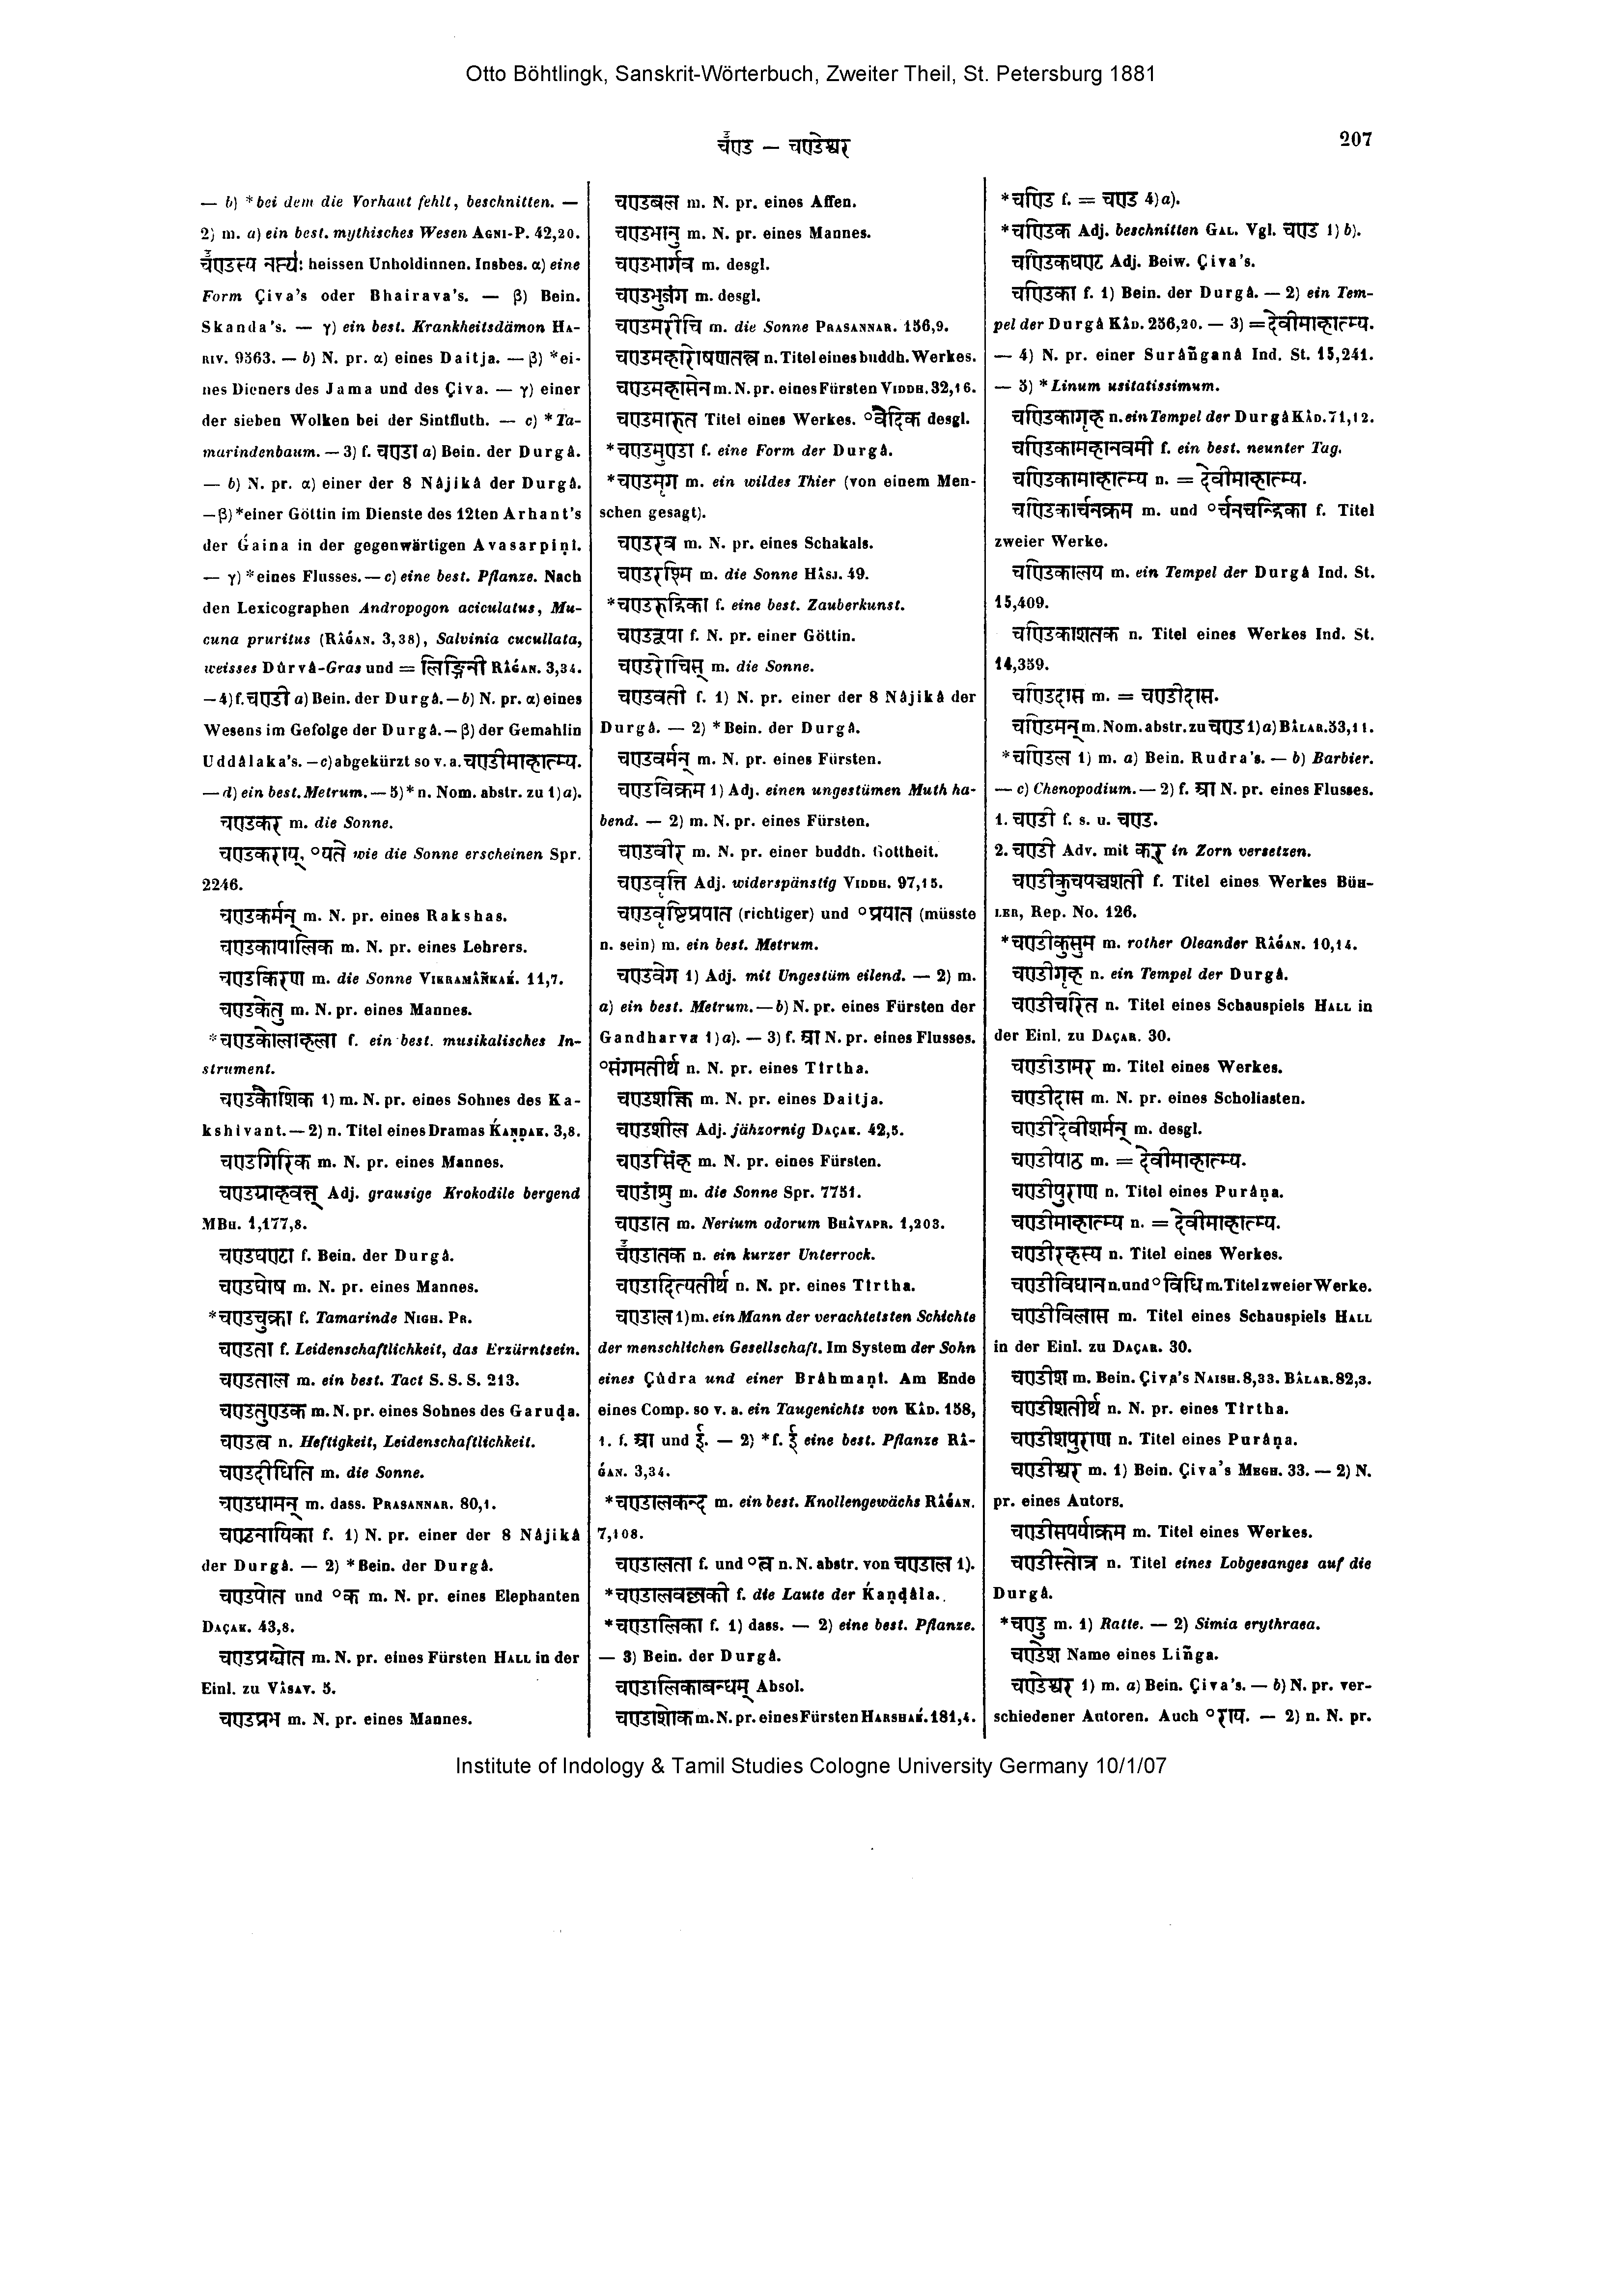 Otto Böhtlingk, Sanskrit-Wörterbuch, Zweiter Theil, St. Petersburg 1881
चण्ड — चण्डेश्वर
207
— b) *bei dem die Vorhaut fehlt, beschnitten. —
2) m. a) ein best. mythisches Wesen AGNI-P. 42,20.
चण्डस्य नप्त्यः: heissen Unholdinnen. Insbes. α) eine
Form Çiva's oder Bhairava's. — β) Bein.
Skanda's. — γ) ein best. Krankheitsdämon HA-
RIV. 9563. — b) N. pr. α) eines Daitja. — β) *ei-
nes Dieners des Jama und des Çiva. — γ) einer
der sieben Wolken bei der Sintfluth. — c) *Ta-
marindenbaum. — 3) f. चण्डा a) Bein. der Durgâ.
— b) N. pr. α) einer der 8 Nâjikâ der Durgâ.
— β) *einer Göttin im Dienste des 12ten Arhant's
der Ǵaina in der gegenwärtigen Avasarpiṇî.
— γ) *eines Flusses. — c) eine best. Pflanze. Nach
den Lexicographen Andropogon aciculatus, Mu-
cuna pruritus (RÂǴAN. 3,38), Salvinia cucullata,
weisses Dûrvâ-Gras und = लिङ्गिनी RÂǴAN. 3,34.
— 4) f. चण्डी a) Bein. der Durgâ. — b) N. pr. α) eines
Wesens im Gefolge der Durgâ. — β) der Gemahlin
Uddâlaka's. — c) abgekürzt so v. a. चण्डीमाहात्म्य.
— d) ein best. Metrum. — 5) *n. Nom. abstr. zu 1) a).
चण्डकर m. die Sonne.
चण्डकराय्, °यते wie die Sonne erscheinen Spr.
2246.
चण्डकर्मन् m. N. pr. eines Rakshas.
चण्डकापालिक m. N. pr. eines Lehrers.
चण्डकिरण m. die Sonne VIKRAMÂÑKAḰ. 11,7.
चण्डकेतु m. N. pr. eines Mannes.
*चण्डकोलाहला f. ein best. musikalisches In-
strument.
चण्डकौशिक 1) m. N. pr. eines Sohnes des Ka-
kshivant. — 2) n. Titel eines Dramas ḰAṆḌAK. 3,8.
चण्डगिरिक m. N. pr. eines Mannes.
चण्डग्राहवत् Adj. grausige Krokodile bergend
MBH. 1,177,8.
चण्डघण्टा f. Bein. der Durgâ.
चण्डघोष m. N. pr. eines Mannes.
*चण्डचुक्रा f. Tamarinde NIGH. PR.
चण्डता f. Leidenschaftlichkeit, das Erzürntsein.
चण्डताल m. ein best. Tact S. S. S. 213.
चण्डतुण्डक m. N. pr. eines Sohnes des Garuḍa.
चण्डत्व n. Heftigkeit, Leidenschaftlichkeit.
चण्डदीधिति m. die Sonne.
चण्डधामन् m. dass. PRASANNAR. 80,1.
चण्डनायिका f. 1) N. pr. einer der 8 Nâjikâ
der Durgâ. — 2) *Bein. der Durgâ.
चण्डपोत und °क m. N. pr. eines Elephanten
DAÇAK. 43,8.
चण्डप्रद्योत m. N. pr. eines Fürsten HALL in der
Einl. zu VÂSAV. 5.
चण्डप्रभ m. N. pr. eines Mannes.
चण्डबल m. N. pr. eines Affen.
चण्डभानु m. N. pr. eines Mannes.
चण्डभार्गव m. desgl.
चण्डभुजंग m. desgl.
चण्डमरीचि m. die Sonne PRASANNAR. 156,9.
चण्डमहारोषणतन्त्र n. Titel eines buddh. Werkes.
चण्डमहासेन m. N. pr. eines Fürsten VIDDH. 32,16.
चण्डमारुत Titel eines Werkes. °वैदिक desgl.
*चण्डमुण्डा f. eine Form der Durgâ.
*चण्डमृग m. ein wildes Thier (von einem Men-
schen gesagt).
चण्डरव m. N. pr. eines Schakals.
चण्डरश्मि m. die Sonne HÂSJ. 49.
*चण्डरुद्रिका f. eine best. Zauberkunst.
चण्डरूपा f. N. pr. einer Göttin.
चण्डरोचिस् m. die Sonne.
चण्डवती f. 1) N. pr. einer der 8 Nâjikâ der
Durgâ. — 2) *Bein. der Durgâ.
चण्डवर्मन् m. N. pr. eines Fürsten.
चण्डविक्रम 1) Adj. einen ungestümen Muth ha-
bend. — 2) m. N. pr. eines Fürsten.
चण्डवीर m. N. pr. einer buddh. Gottheit.
चण्डवृत्ति Adj. widerspänstig VIDDH. 97,15.
चण्डवृष्टिप्रपात (richtiger) und °प्रयात (müsste
n. sein) m. ein best. Metrum.
चण्डवेग 1) Adj. mit Ungestüm eilend. — 2) m.
a) ein best. Metrum. — b) N. pr. eines Fürsten der
Gandharva 1) a). — 3) f. आ N. pr. eines Flusses.
°संगमतीर्थ n. N. pr. eines Tîrtha.
चण्डशक्ति m. N. pr. eines Daitja.
चण्डशील Adj. jähzornig DAÇAK. 42,5.
चण्डसिंह m. N. pr. eines Fürsten.
चण्डांशु m. die Sonne Spr. 7751.
चण्डात m. Nerium odorum BHÂVAPR. 1,203.
चण्डातक n. ein kurzer Unterrock.
चण्डादित्यतीर्थ n. N. pr. eines Tîrtha.
चण्डाल 1) m. ein Mann der verachtetsten Schichte
der menschlichen Gesellschaft. Im System der Sohn
eines Çûdra und einer Brâhmaṇî. Am Ende
eines Comp. so v. a. ein Taugenichts von KÂD. 158,
1. f. आ und ई. — 2) *f. ई eine best. Pflanze RÂ-
ǴAN. 3,34.
*चण्डालकन्द m. ein best. Knollengewächs RÂǴAN.
7,108.
चण्डालता f. und °त्व n. N. abstr. von चण्डाल 1).
*चण्डालवल्लकी f. die Laute der Ḱaṇḍâla.
*चण्डालिका f. 1) dass. — 2) eine best. Pflanze.
— 3) Bein. der Durgâ.
चण्डालिकाबन्धम् Absol.
चण्डाशोक m. N. pr. eines Fürsten HARSHAḰ. 181,4.
*चण्डि f. = चण्ड 4) a).
*चण्डिक Adj. beschnitten GAL. Vgl. चण्ड 1) b).
चण्डिकघण्ट Adj. Beiw. Çiva's.
चण्डिका f. 1) Bein. der Durgâ. — 2) ein Tem-
pel der Durgâ KÂD. 256,20. — 3) = देवीमाहात्म्य.
— 4) N. pr. einer Surâñganâ Ind. St. 15,241.
— 5) *Linum usitatissimum.
चण्डिकागृह n. ein Tempel der Durgâ KÂD. 71,12.
चण्डिकामहानवमी f. ein best. neunter Tag.
चण्डिकामाहात्म्य n. = देवीमाहात्म्य.
चण्डिकार्चनक्रम m. und °र्चनचन्द्रिका f. Titel
zweier Werke.
चण्डिकालय m. ein Tempel der Durgâ Ind. St.
15,409.
चण्डिकाशतक n. Titel eines Werkes Ind. St.
14,359.
चण्डिदास m. = चण्डीदास.
चण्डिमन् m. Nom. abstr. zu चण्ड 1) a) BÂLAR. 53,11.
*चण्डिल 1) m. a) Bein. Rudra's. — b) Barbier.
— c) Chenopodium. — 2) f. आ N. pr. eines Flusses.
1. चण्डी f. s. u. चण्ड.
2. चण्डी Adv. mit कर् in Zorn versetzen.
चण्डीकुचपञ्चशती f. Titel eines Werkes BÜH-
LER, Rep. No. 126.
*चण्डीकुसुम m. rother Oleander RÂǴAN. 10,14.
चण्डीगृह n. ein Tempel der Durgâ.
चण्डीचरित n. Titel eines Schauspiels HALL in
der Einl. zu DAÇAR. 30.
चण्डीडामर m. Titel eines Werkes.
चण्डीदास m. N. pr. eines Scholiasten.
चण्डीदेवीशर्मन् m. desgl.
चण्डीपाठ m. = देवीमाहात्म्य.
चण्डीपुराण n. Titel eines Purâṇa.
चण्डीमाहात्म्य n. = देवीमाहात्म्य.
चण्डीरहस्य n. Titel eines Werkes.
चण्डीविधान n. und °विधि m. Titel zweier Werke.
चण्डीविलास m. Titel eines Schauspiels HALL
in der Einl. zu DAÇAR. 30.
चण्डीश m. Bein. Çiva's NAISH. 8,33. BÂLAR. 82,3.
चण्डीशतीर्थ n. N. pr. eines Tîrtha.
चण्डीशपुराण n. Titel eines Purâṇa.
चण्डीश्वर m. 1) Bein. Çiva's MEGH. 33. — 2) N.
pr. eines Autors.
चण्डीसपर्याक्रम m. Titel eines Werkes.
चण्डीस्तोत्र n. Titel eines Lobgesanges auf die
Durgâ.
*चण्डु m. 1) Ratte. — 2) Simia erythraea.
चण्डेश Name eines Liñga.
चण्डेश्वर 1) m. a) Bein. Çiva's. — b) N. pr. ver-
schiedener Autoren. Auch °राय. — 2) n. N. pr.
Institute of Indology & Tamil Studies Cologne University Germany 10/1/07